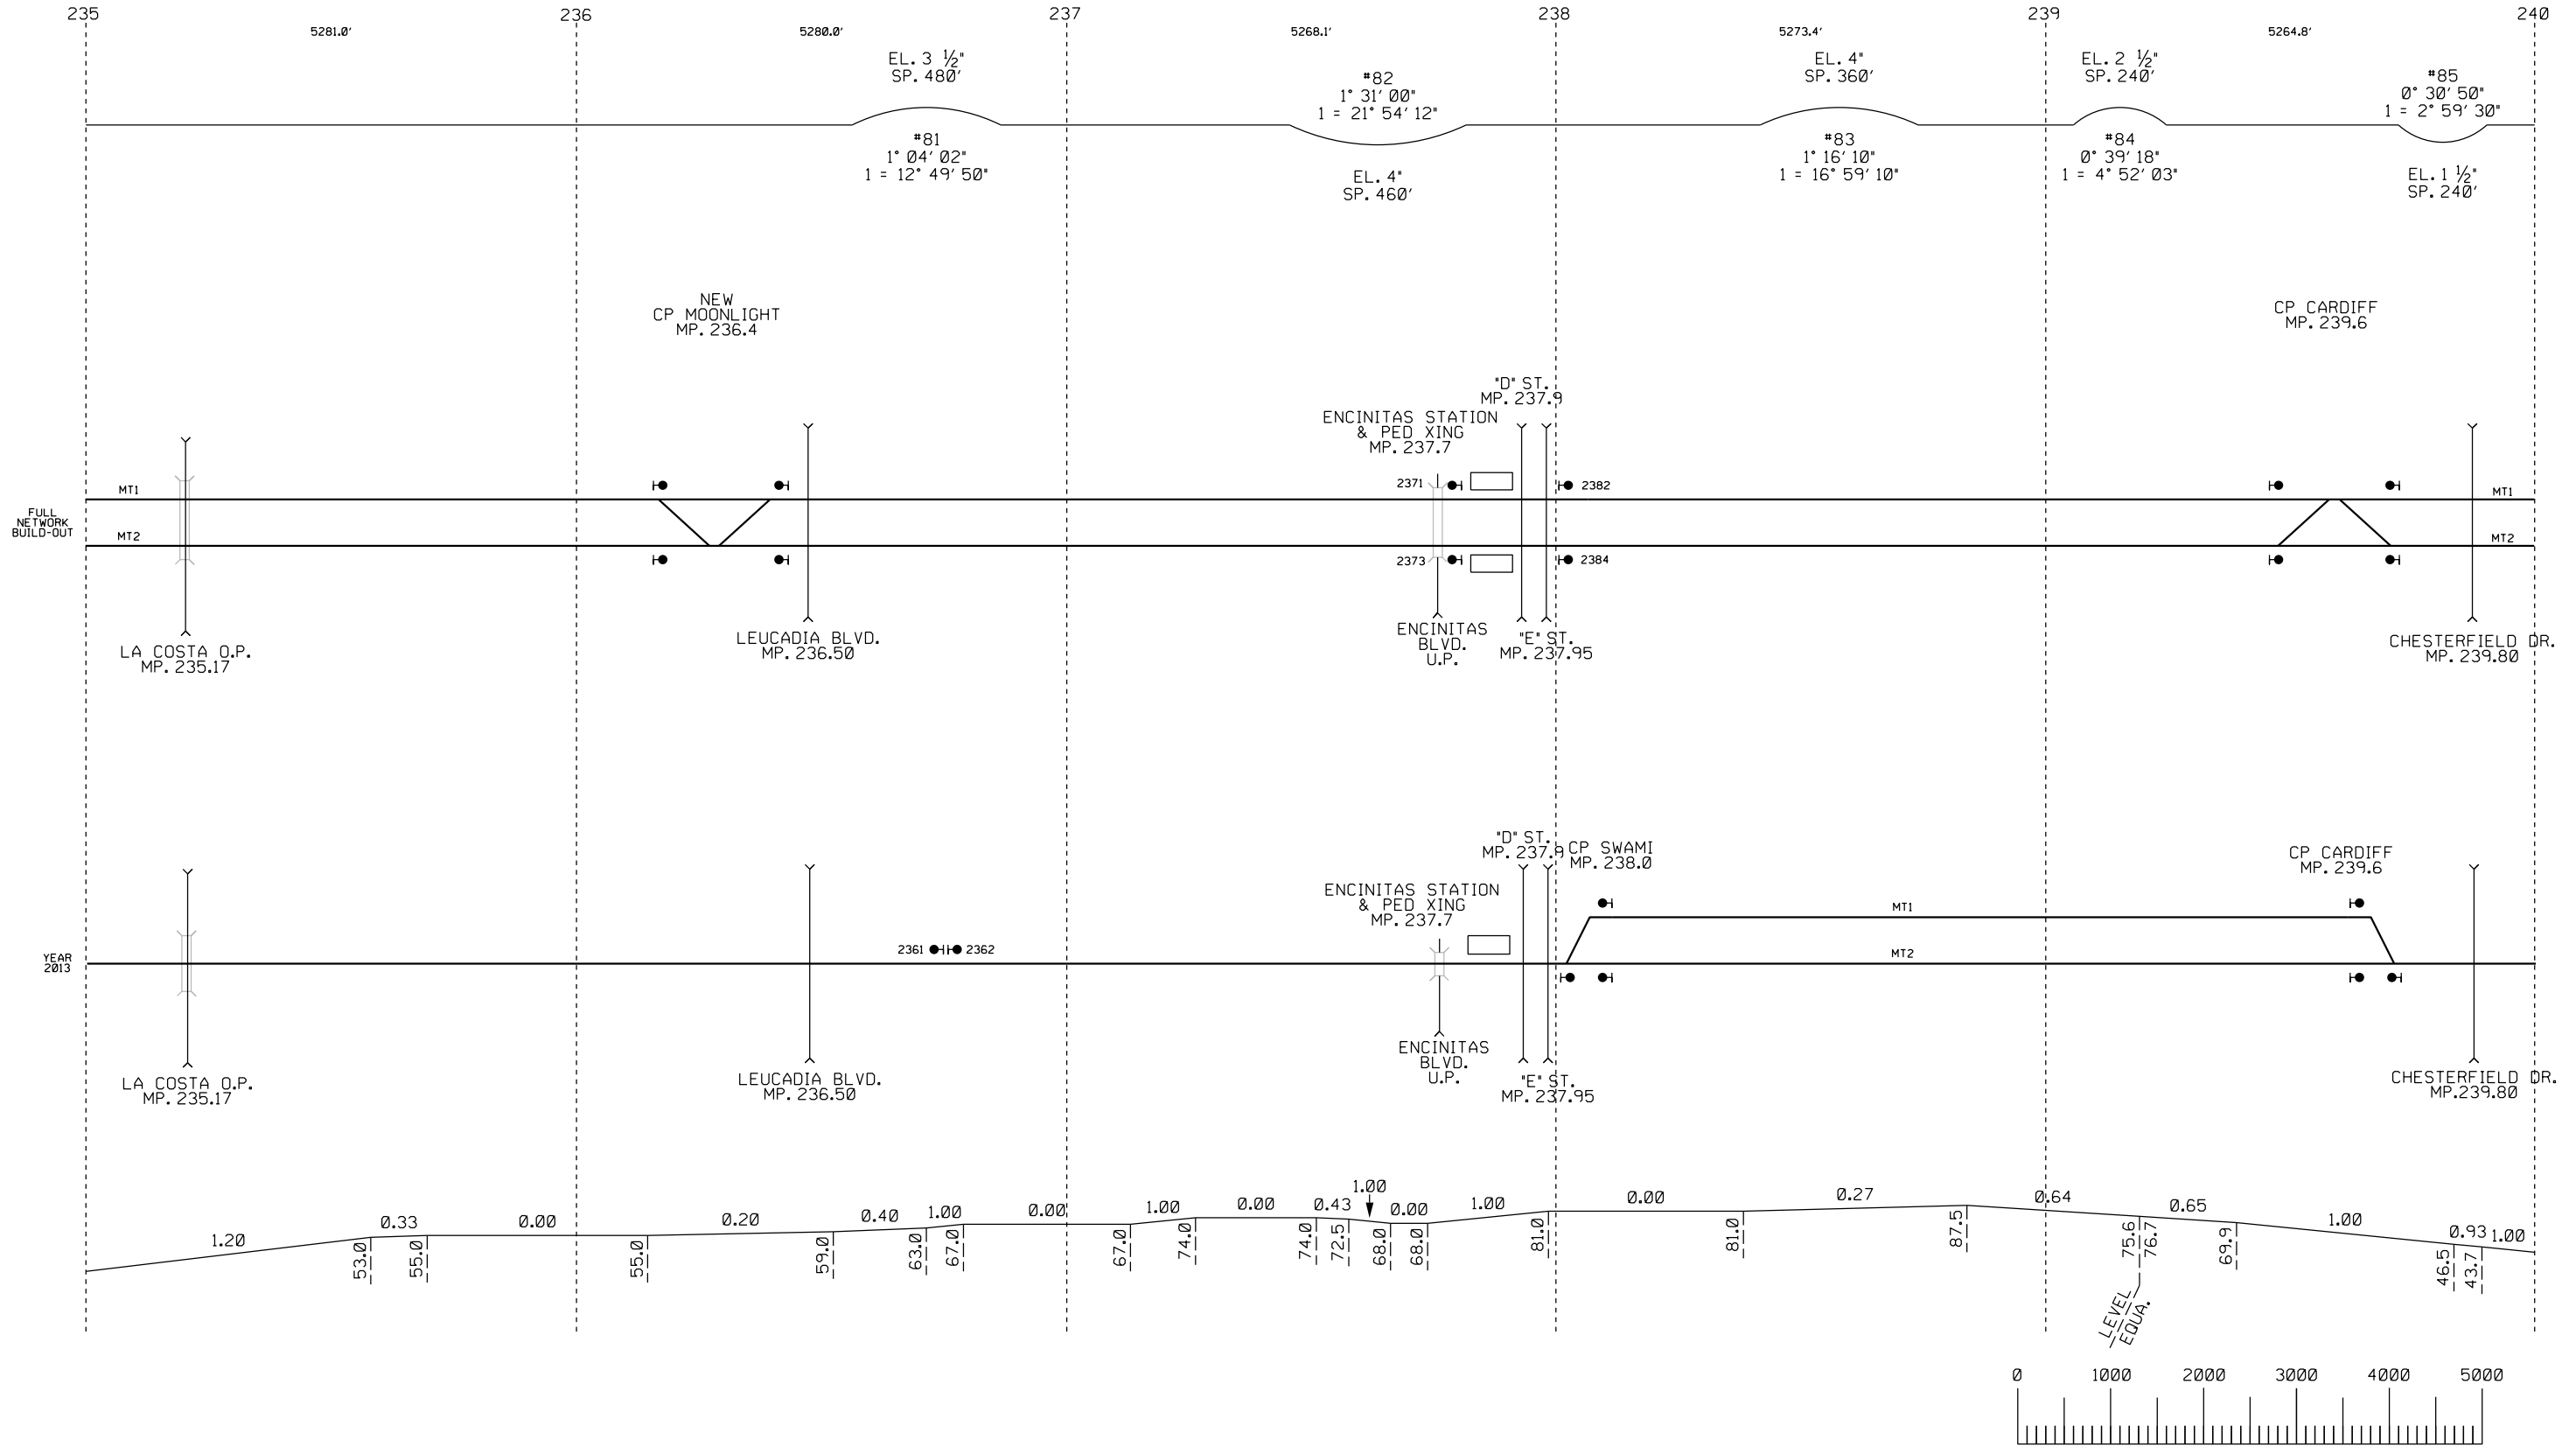 235 236 237 238 239 240
5281.0' 5280.0' 5268.1' 5273.4' 5264.8'
EL. 3 ½"
SP. 480'
#81
1° 04' 02"
1 = 12° 49' 50"
#82
1° 31' 00"
1 = 21° 54' 12"
EL. 4"
SP. 460'
EL. 4"
SP. 360'
#83
1° 16' 10"
1 = 16° 59' 10"
EL. 2 ½"
SP. 240'
#84
0° 39' 18"
1 = 4° 52' 03"
#85
0° 30' 50"
1 = 2° 59' 30"
EL. 1 ½"
SP. 240'
NEW
CP MOONLIGHT
MP. 236.4
CP CARDIFF
MP. 239.6
"D" ST.
MP. 237.9
ENCINITAS STATION
& PED XING
MP. 237.7
FULL
NETWORK
BUILD-OUT
MT1
MT2
2371
2373
2382
2384
MT1
MT2
LA COSTA O.P.
MP. 235.17
LEUCADIA BLVD.
MP. 236.50
ENCINITAS
BLVD.
U.P.
"E" ST.
MP. 237.95
CHESTERFIELD DR.
MP. 239.80
"D" ST.
MP. 237.9
CP SWAMI
MP. 238.0
CP CARDIFF
MP. 239.6
ENCINITAS STATION
& PED XING
MP. 237.7
YEAR
2013
2361
2362
MT1
MT2
LA COSTA O.P.
MP. 235.17
LEUCADIA BLVD.
MP. 236.50
ENCINITAS
BLVD.
U.P.
"E" ST.
MP. 237.95
CHESTERFIELD DR.
MP.239.80
1.20 0.33 0.00 0.20 0.40 1.00 0.00 1.00 0.00 0.43 1.00 0.00 1.00 0.00 0.27 0.64 0.65 1.00 0.93 1.00
53.0
55.0
55.0
59.0
63.0
67.0
67.0
74.0
74.0
72.5
68.0
68.0
81.0
81.0
87.5
75.6
76.7
69.9
46.5
43.7
LEVEL
EQUA.
0 1000 2000 3000 4000 5000